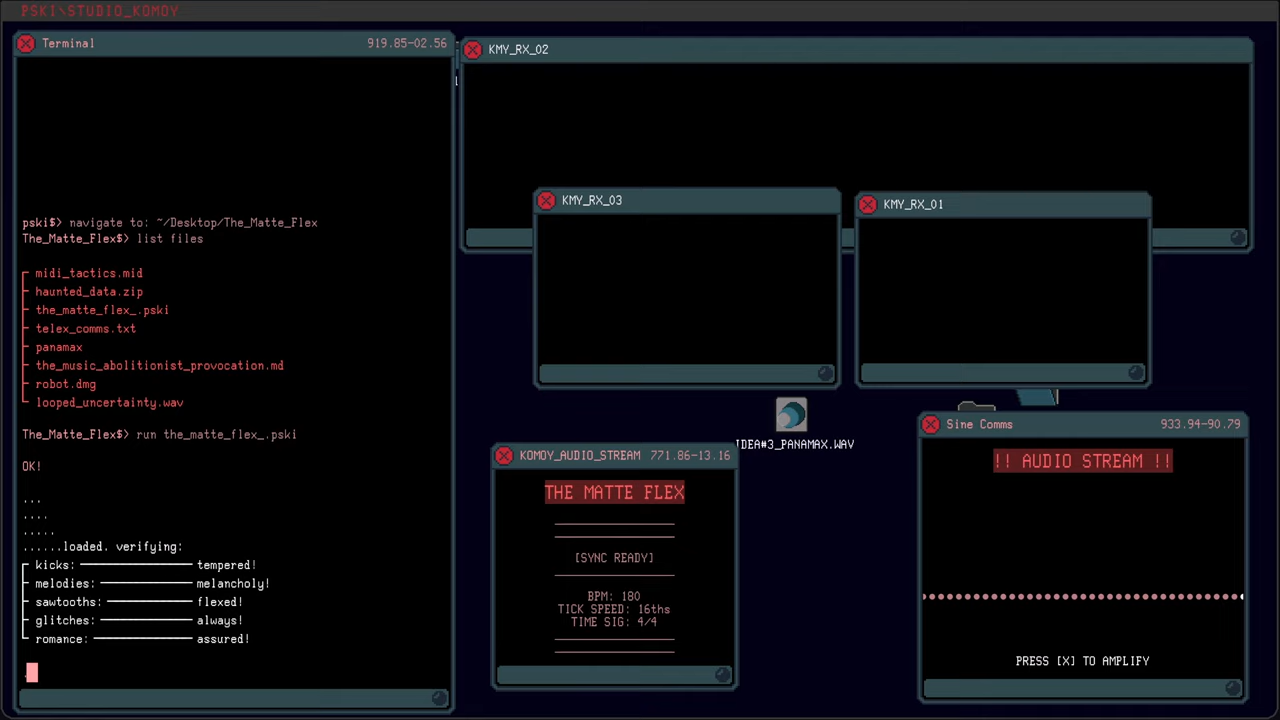 PSKI\STUDIO_KOMOY
Terminal 919.85-02.56
pski$> navigate to: ~/Desktop/The_Matte_Flex
The_Matte_Flex$> list files
midi_tactics.mid
haunted_data.zip
the_matte_flex_.pski
telex_comms.txt
panamax
the_music_abolitionist_provocation.md
robot.dmg
looped_uncertainty.wav
The_Matte_Flex$> run the_matte_flex_.pski
OK!
...
....
.....
......loaded. verifying:
kicks: tempered!
melodies: melancholy!
sawtooths: flexed!
glitches: always!
romance: assured!
KMY_RX_02
KMY_RX_03
KMY_RX_01
IDEA#3_PANAMAX.WAV
KOMOY_AUDIO_STREAM 771.86-13.16
THE MATTE FLEX
[SYNC READY]
BPM: 180
TICK SPEED: 16ths
TIME SIG: 4/4
Sine Comms 933.94-90.79
!! AUDIO STREAM !!
PRESS [X] TO AMPLIFY